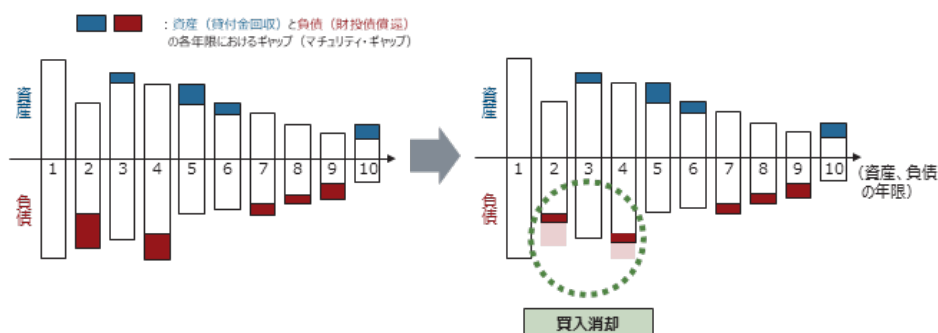 ：資産（貸付金回収）と負債（財投債償還）
の各年限におけるギャップ（マチュリティ・ギャップ）
資産
1 2 3 4 5 6 7 8 9 10
負債
資産
1 2 3 4 5 6 7 8 9 10
（資産、負債
の年限）
負債
買入消却